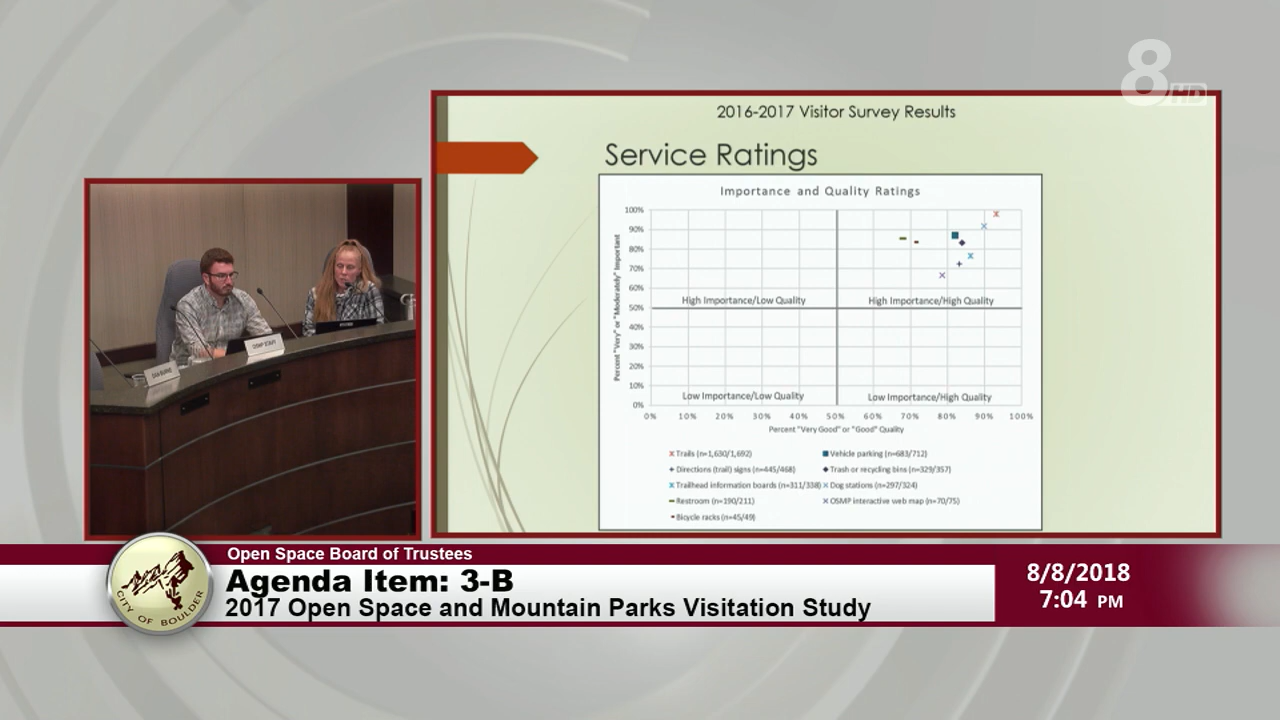 8 HD
2016-2017 Visitor Survey Results
Service Ratings
Importance and Quality Ratings
Percent "Very" or "Moderately" Important
100%
90%
80%
70%
60%
50%
40%
30%
20%
10%
0%
High Importance/Low Quality
High Importance/High Quality
Low Importance/Low Quality
Low Importance/High Quality
0% 10% 20% 30% 40% 50% 60% 70% 80% 90% 100%
Percent "Very Good" or "Good" Quality
Trails (n=1,630/1,692)
Vehicle parking (n=683/712)
Directions (trail) signs (n=445/468)
Trash or recycling bins (n=329/357)
Trailhead information boards (n=311/338)
Dog stations (n=297/324)
Restroom (n=190/211)
OSMP interactive web map (n=70/75)
Bicycle racks (n=45/49)
DAN BURKE
OSMP STAFF
Open Space Board of Trustees
Agenda Item: 3-B
2017 Open Space and Mountain Parks Visitation Study
8/8/2018
7:04 PM
CITY OF BOULDER